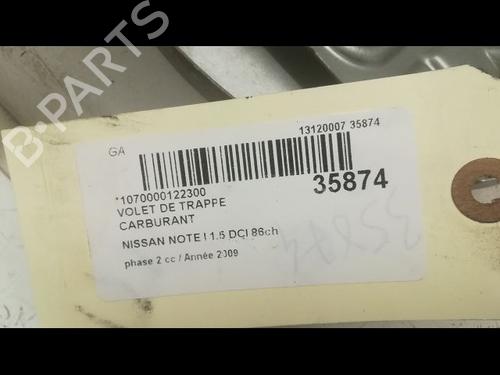 B-PARTS
GA
13120007 35874
*1070000122300
35874
VOLET DE TRAPPE
CARBURANT
NISSAN NOTE I 1.5 DCI 86ch
phase 2 cc / Année 2009